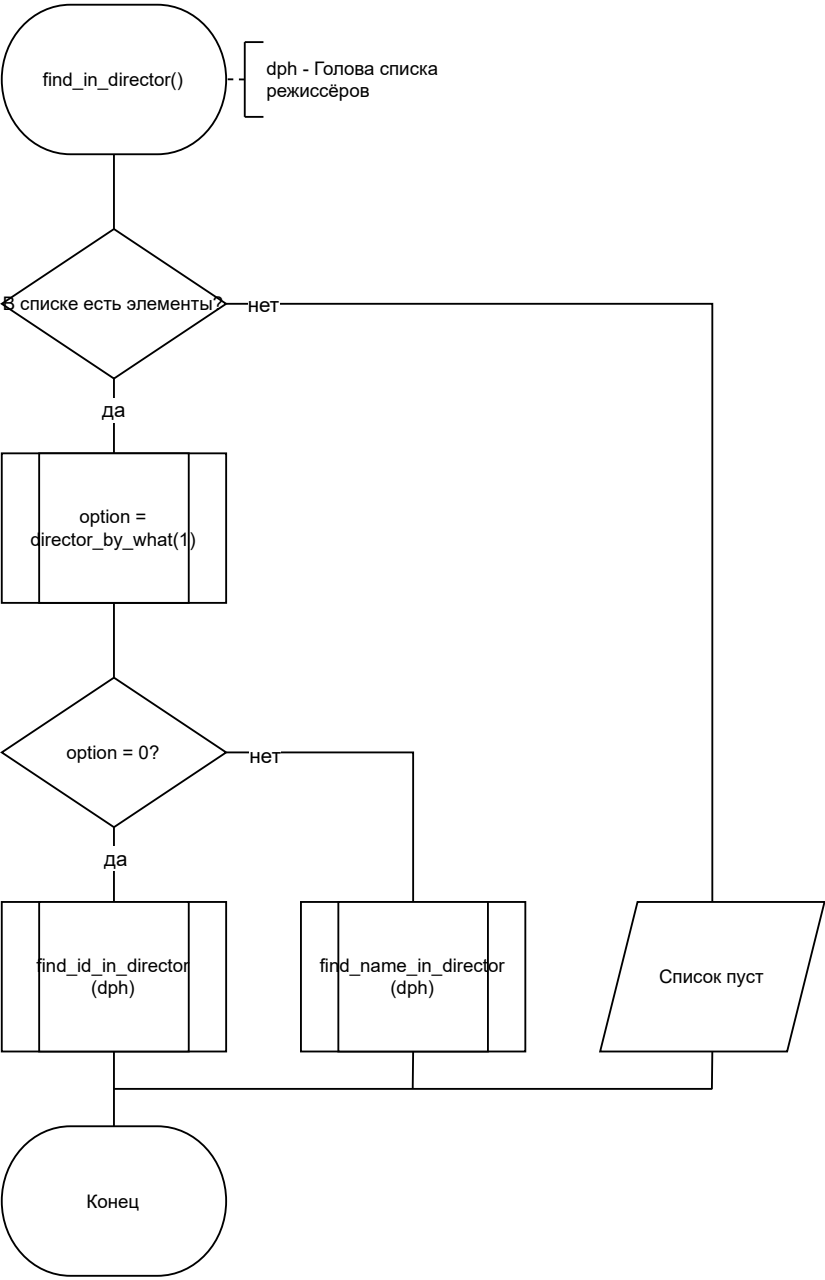 find_in_director()
dph - Голова списка
режиссёров
В списке есть элементы?
нет
да
option =
director_by_what(1)
option = 0?
нет
да
find_id_in_director
(dph)
find_name_in_director
(dph)
Список пуст
Конец